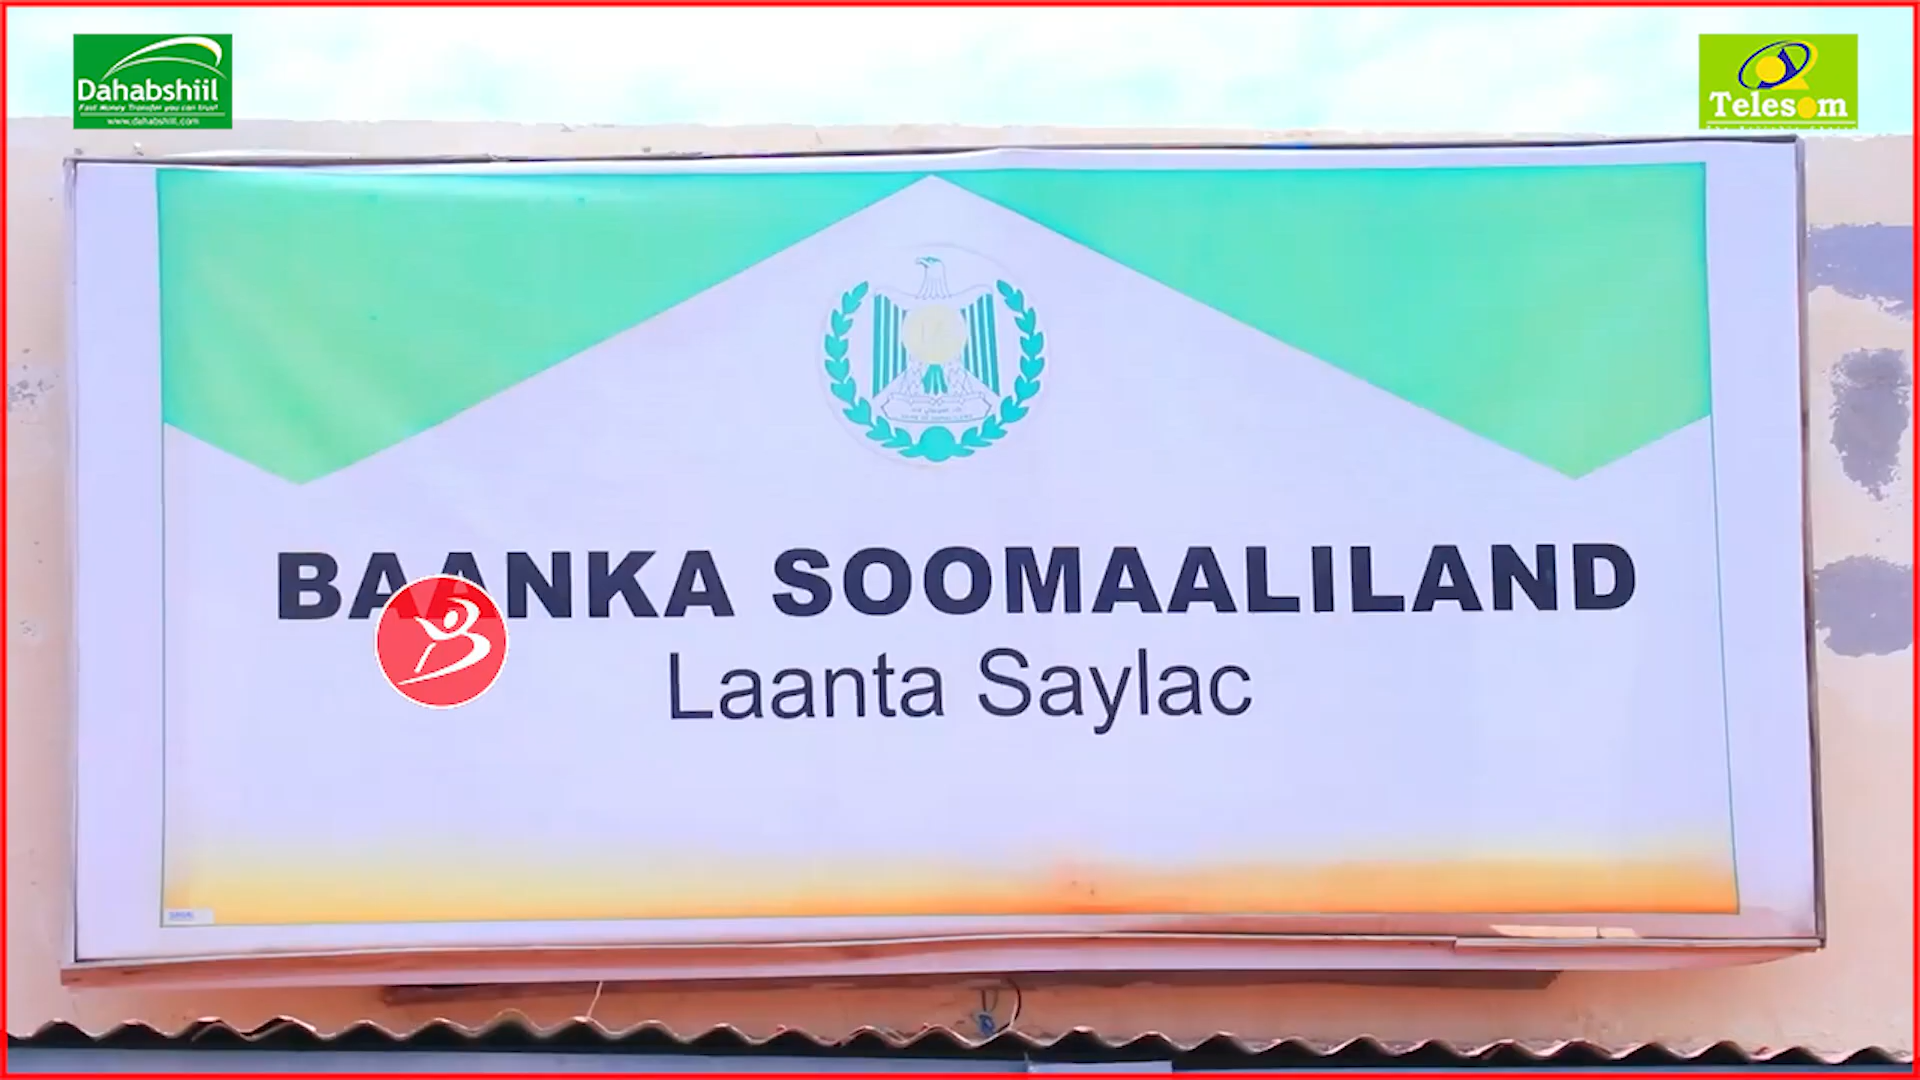 Dahabshiil
Fast Money Transfer you can trust
www.dahabshiil.com
Telesom
BAANKA SOOMAALILAND
Laanta Saylac